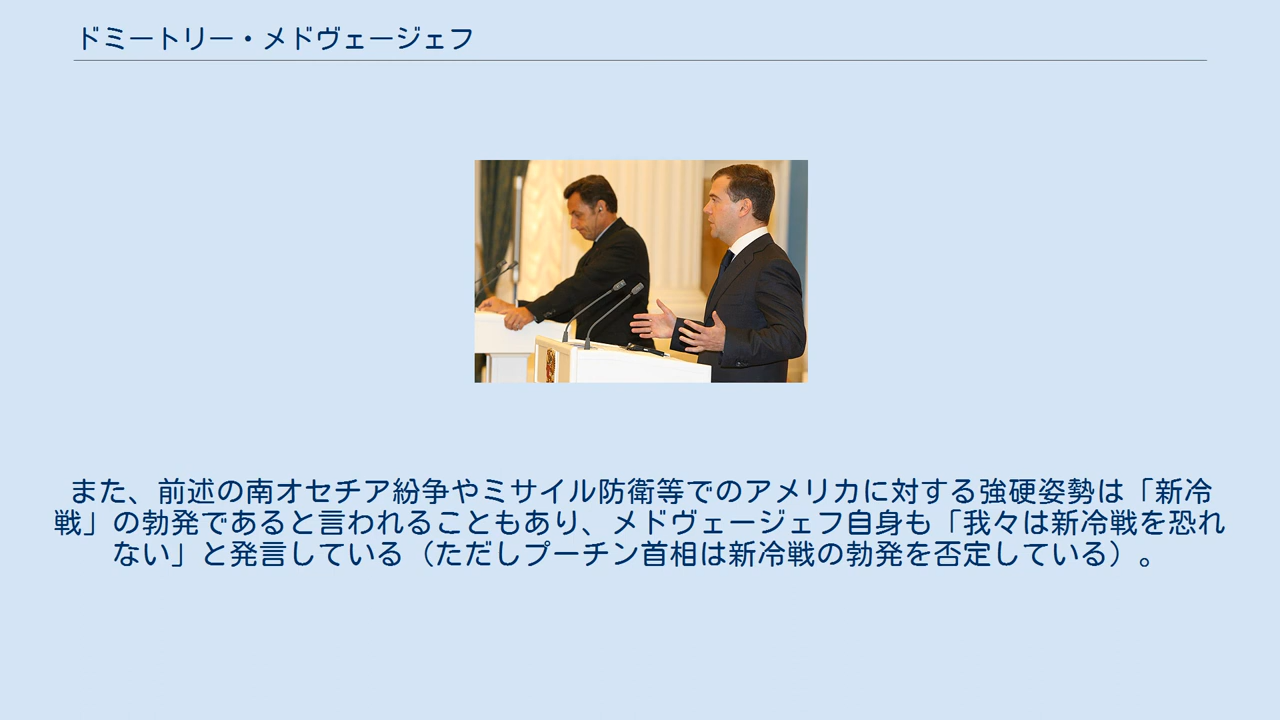 ドミートリー・メドヴェージェフ
また、前述の南オセチア紛争やミサイル防衛等でのアメリカに対する強硬姿勢は「新冷
戦」の勃発であると言われることもあり、メドヴェージェフ自身も「我々は新冷戦を恐れ
ない」と発言している（ただしプーチン首相は新冷戦の勃発を否定している）。